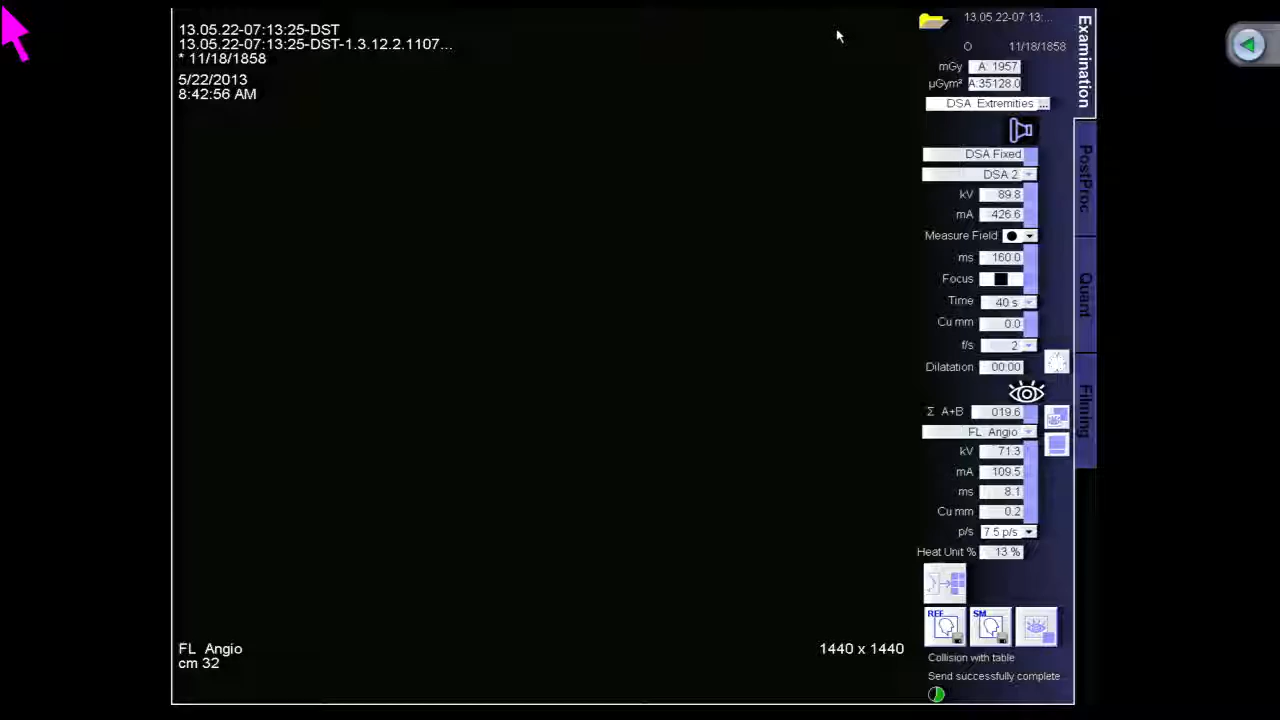 13.05.22-07:13:25-DST
13.05.22-07:13:25-DST-1.3.12.2.1107...
* 11/18/1858
5/22/2013
8:42:56 AM
FL Angio
cm 32
1440 x 1440
13.05.22-07 13:...
O 11/18/1858
mGy A: 1957
µGym² A:35128.0
DSA Extremities ...
DSA Fixed
DSA 2
kV 89.8
mA 426.6
Measure Field
ms 160.0
Focus
Time 40 s
Cu mm 0.0
f/s 2
Dilatation 00:00
Σ A+B 019.6
FL Angio
kV 71.3
mA 109.5
ms 8.1
Cu mm 0.2
p/s 7.5 p/s
Heat Unit % 13 %
REF SM
Collision with table
Send successfully complete
Examination
PostProc
Quant
Filming